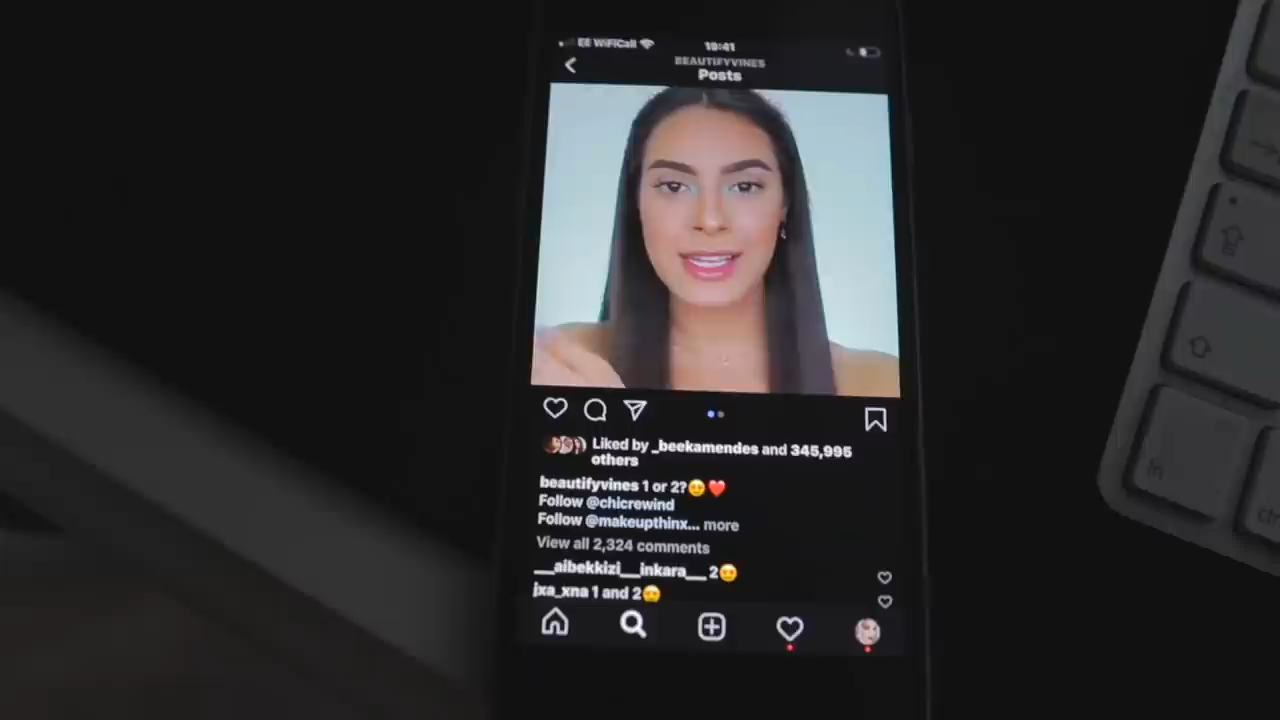 EE WiFiCall
19:41
BEAUTIFYVINES
Posts
Liked by _beekamendes and 345,995
others
beautifyvines 1 or 2?🥹❤️
Follow @chicrewind
Follow @makeupthinx... more
View all 2,324 comments
__aibekkizi__inkara__ 2🥹
jxa_xna 1 and 2🥹
fn